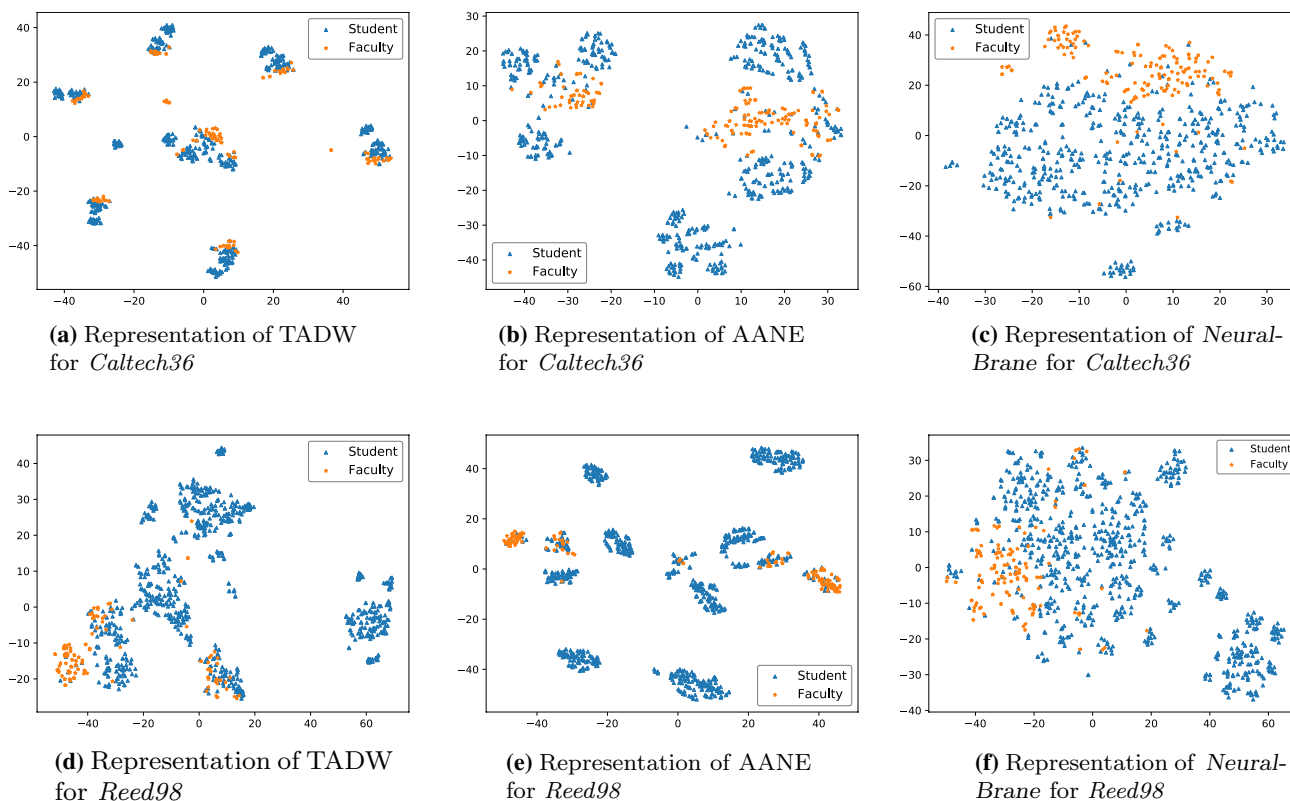 40
20
0
−20
−40
−40 −20 0 20 40
Student
Faculty
(a) Representation of TADW
for Caltech36
30
20
10
0
−10
−20
−30
−40
−40 −30 −20 −10 0 10 20 30
Student
Faculty
(b) Representation of AANE
for Caltech36
40
20
0
−20
−40
−60
−40 −30 −20 −10 0 10 20 30
Student
Faculty
(c) Representation of Neural-
Brane for Caltech36
40
30
20
10
0
−10
−20
−40 −20 0 20 40 60
Student
Faculty
(d) Representation of TADW
for Reed98
40
20
0
−20
−40
−40 −20 0 20 40
Student
Faculty
(e) Representation of AANE
for Reed98
30
20
10
0
−10
−20
−30
−40
−40 −20 0 20 40 60
Student
Faculty
(f) Representation of Neural-
Brane for Reed98